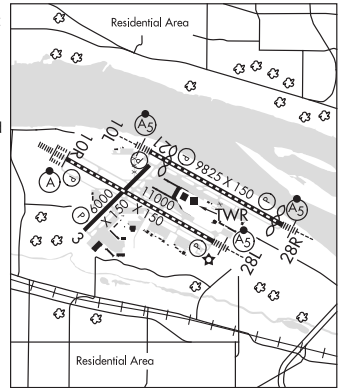 Residential Area
10L
A5
21
P
9825 X 150
P
10R
P
A
P
P
6000 X 150
11000 X 150
3
TWR
A5
A5
P
28L
28R
Residential Area